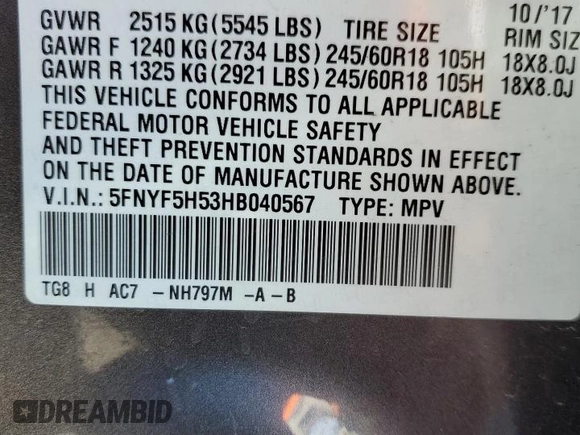 10/'17
GVWR 2515 KG(5545 LBS) TIRE SIZE RIM SIZ
GAWR F 1240 KG(2734 LBS) 245/60R18 105H 18X8.0J
GAWR R 1325 KG(2921 LBS) 245/60R18 105H 18X8.0J
THIS VEHICLE CONFORMS TO ALL APPLICABLE
FEDERAL MOTOR VEHICLE SAFETY
AND THEFT PREVENTION STANDARDS IN EFFECT
ON THE DATE OF MANUFACTURE SHOWN ABOVE.
V.I.N.: 5FNYF5H53HB040567 TYPE: MPV
TG8 H AC7 -NH797M -A-B
DREAMBID